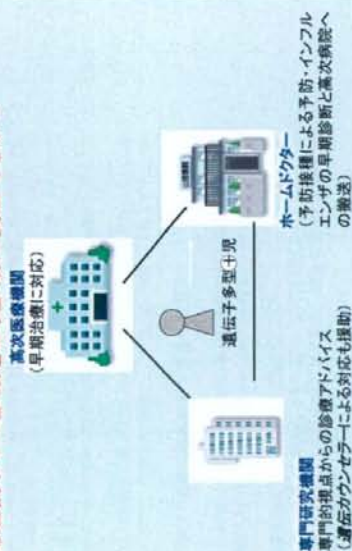 高次医療機関
(早期治療に対応)
遺伝子多型⊕児
専門研究機関
専門的視点からの診療アドバイス
(遺伝カウンセラーによる対応も援助)
ホームドクター
(予防接種による予防・インフル
エンザの早期診断と高次病院へ
の搬送)